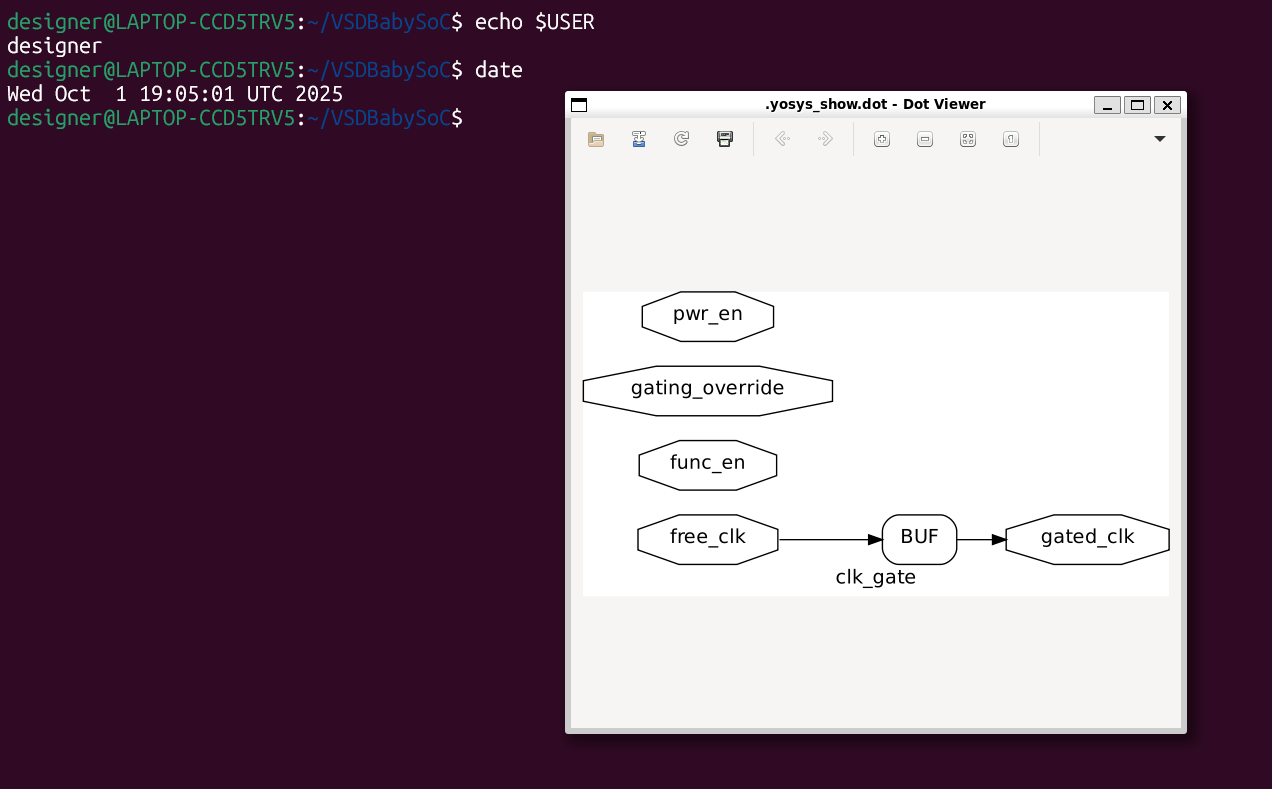 designer@LAPTOP-CCD5TRV5:~/VSDBabySoC$ echo $USER
designer
designer@LAPTOP-CCD5TRV5:~/VSDBabySoC$ date
Wed Oct  1 19:05:01 UTC 2025
designer@LAPTOP-CCD5TRV5:~/VSDBabySoC$
.yosys_show.dot - Dot Viewer
pwr_en
gating_override
func_en
free_clk BUF gated_clk
clk_gate